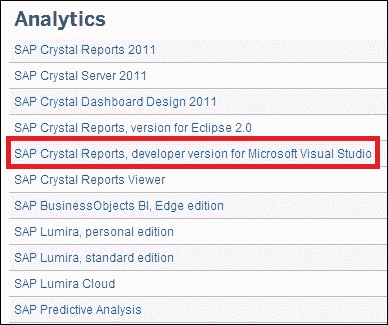 Analytics
SAP Crystal Reports 2011
SAP Crystal Server 2011
SAP Crystal Dashboard Design 2011
SAP Crystal Reports, version for Eclipse 2.0
SAP Crystal Reports, developer version for Microsoft Visual Studio
SAP Crystal Reports Viewer
SAP BusinessObjects BI, Edge edition
SAP Lumira, personal edition
SAP Lumira, standard edition
SAP Lumira Cloud
SAP Predictive Analysis